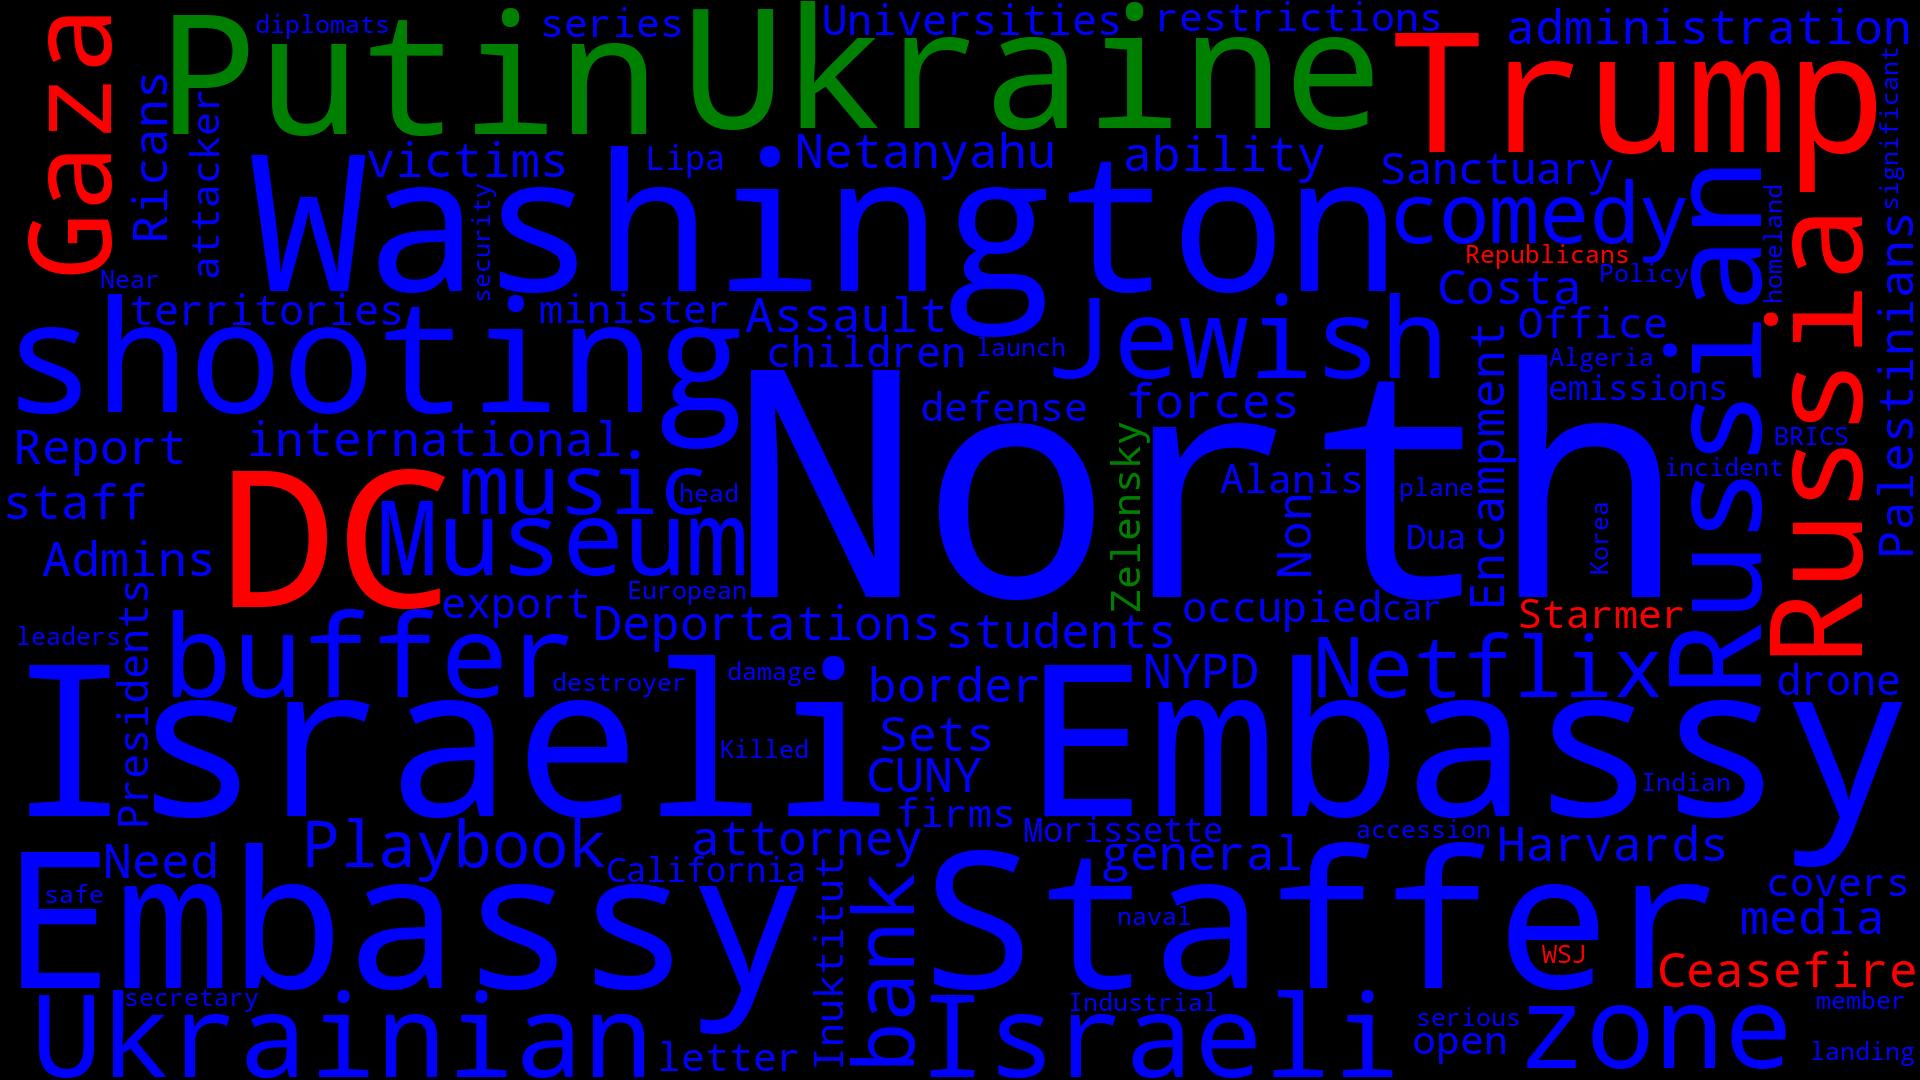 Gaza
diplomats
series
Universities
restrictions
administration
Putin
Ukraine
Trump
Ricans
attacker
significant
victims
Lipa
Netanyahu
ability
Sanctuary
Washington
security
comedy
Republicans
homeland
Near
Costa
Policy
Palestinians
territories
minister
Assault
Jewish
Office
Russian
Russia
shooting
children
launch
Encampment
Algeria
emissions
defense
forces
North
Report
international
Zelensky
BRICS
music
head
Alanis
plane
incident
staff
DC
Museum
Non
Dua
Korea
Admins
European
export
Deportations
students
occupied
car
Starmer
leaders
Presidents
buffer
destroyer
damage
border
NYPD
Netflix
drone
Israeli
Embassy
Killed
Sets
CUNY
Indian
firms
Playbook
attorney
Morissette
accession
Need
California
general
Harvards
safe
Embassy
Inuktitut
bank
Staffer
naval
covers
media
WSJ
Ceasefire
secretary
Ukrainian
letter
Industrial
Israeli
serious
open
zone
member
landing